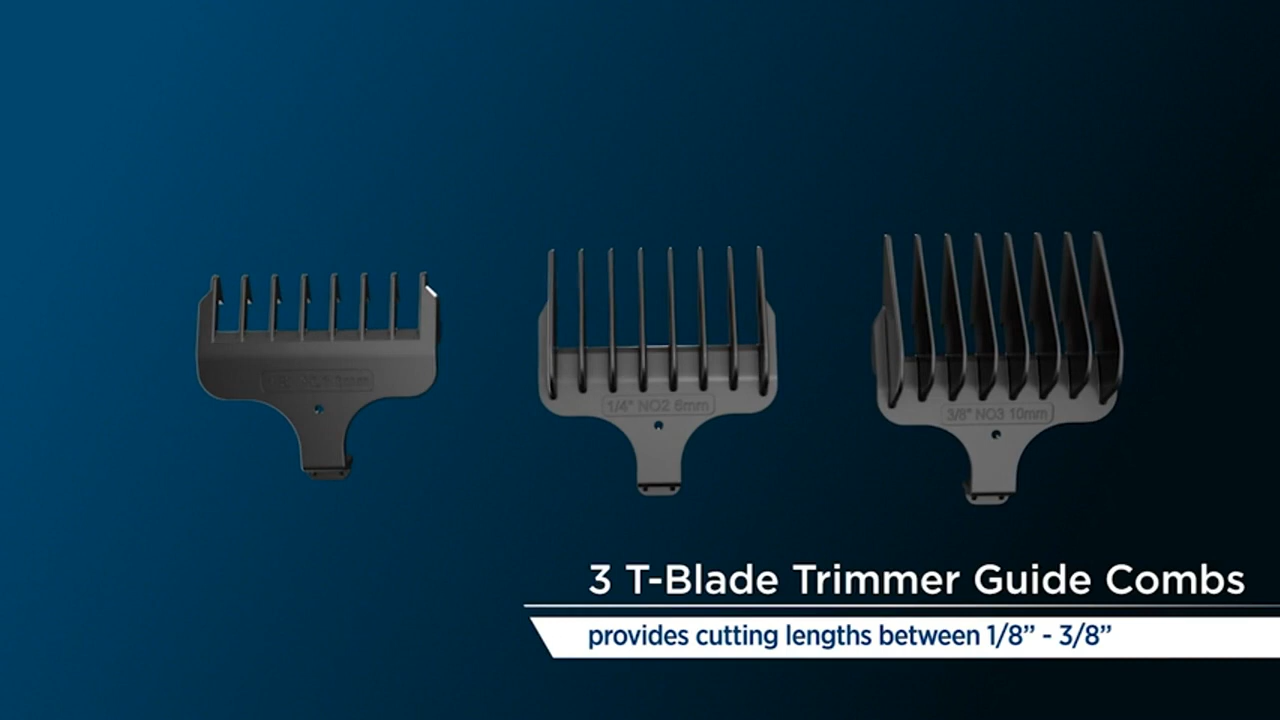 1/4" NO2 6mm
3/8" NO3 10mm
3 T-Blade Trimmer Guide Combs
provides cutting lengths between 1/8” - 3/8”